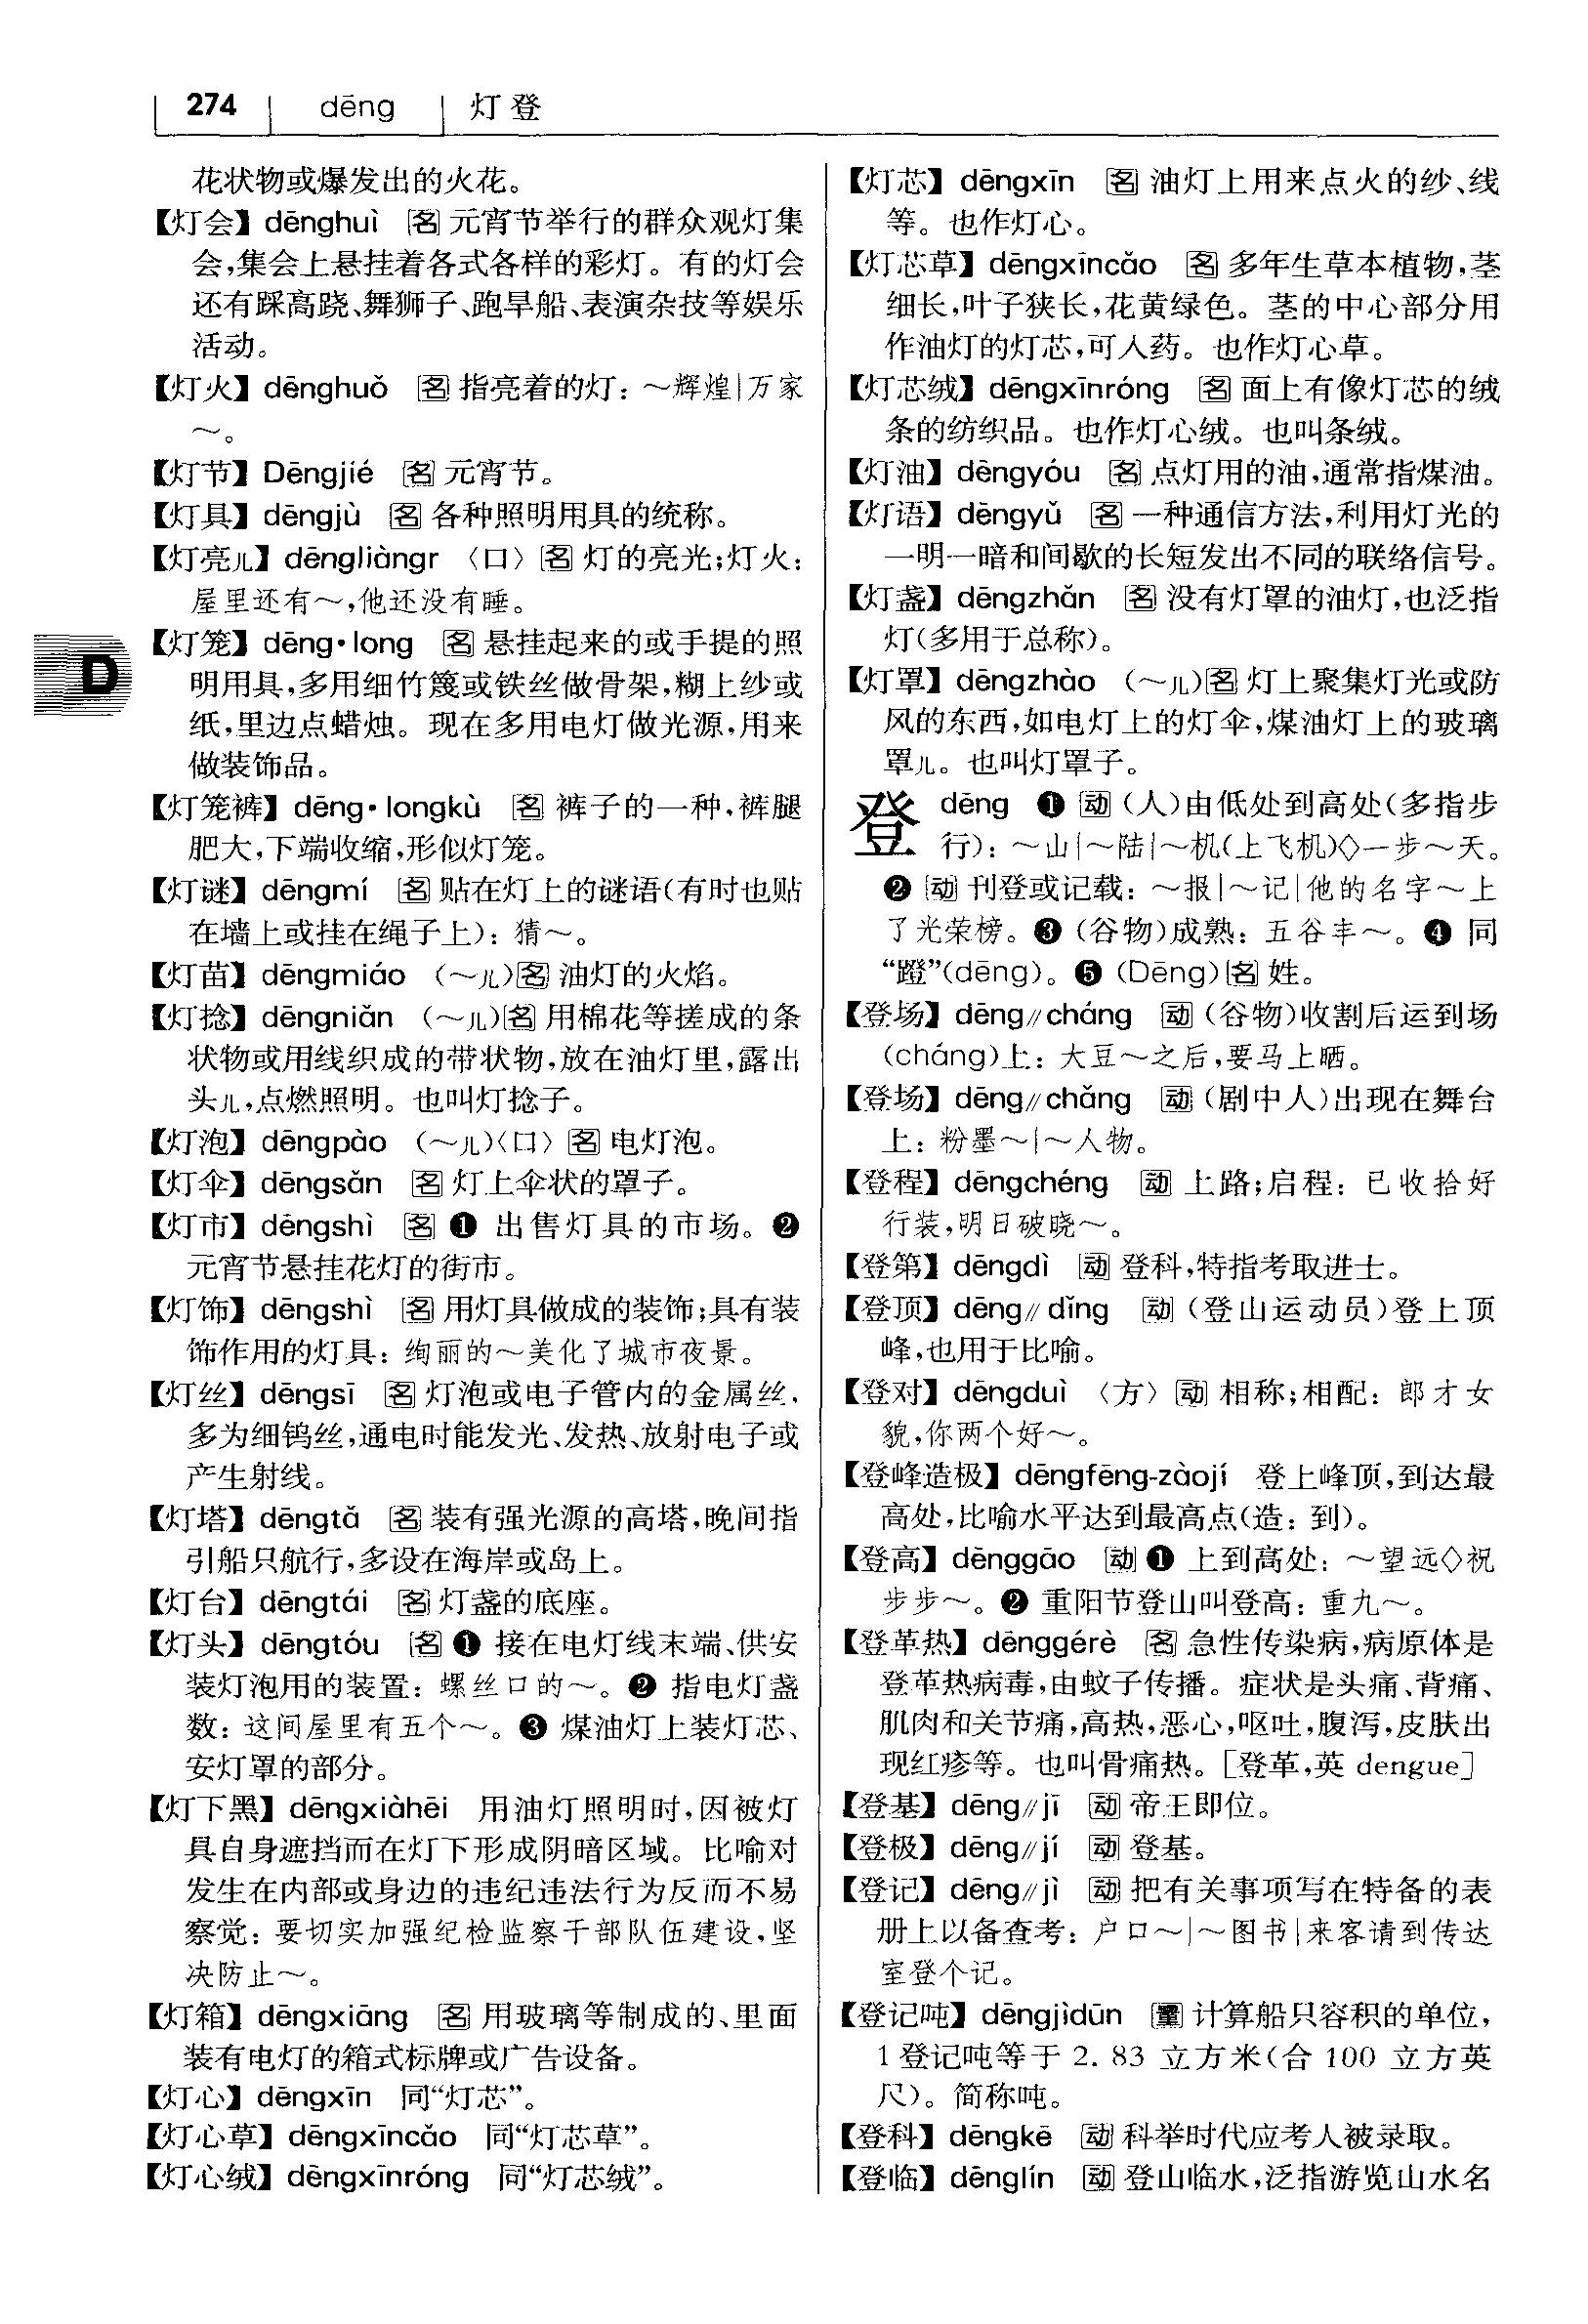 274 dēng 灯登
花状物或爆发出的火花。
【灯会】dēnghuì 名 元宵节举行的群众观灯集
会,集会上悬挂着各式各样的彩灯。有的灯会
还有踩高跷、舞狮子、跑旱船、表演杂技等娱乐
活动。
【灯火】dēnghuǒ 名 指亮着的灯：～辉煌|万家
～。
【灯节】Dēngjié 名 元宵节。
【灯具】dēngjù 名 各种照明用具的统称。
【灯亮儿】dēngliàngr 〈口〉名 灯的亮光;灯火：
屋里还有～,他还没有睡。
【灯笼】dēng·long 名 悬挂起来的或手提的照
明用具,多用细竹篾或铁丝做骨架,糊上纱或
纸,里边点蜡烛。现在多用电灯做光源,用来
做装饰品。
【灯笼裤】dēng·longkù 名 裤子的一种,裤腿
肥大,下端收缩,形似灯笼。
【灯谜】dēngmí 名 贴在灯上的谜语(有时也贴
在墙上或挂在绳子上)：猜～。
【灯苗】dēngmiáo (～儿)名 油灯的火焰。
【灯捻】dēngniǎn (～儿)名 用棉花等搓成的条
状物或用线织成的带状物,放在油灯里,露出
头儿,点燃照明。也叫灯捻子。
【灯泡】dēngpào (～儿)〈口〉名 电灯泡。
【灯伞】dēngsǎn 名 灯上伞状的罩子。
【灯市】dēngshì 名 ❶ 出售灯具的市场。❷
元宵节悬挂花灯的街市。
【灯饰】dēngshì 名 用灯具做成的装饰;具有装
饰作用的灯具：绚丽的～美化了城市夜景。
【灯丝】dēngsī 名 灯泡或电子管内的金属丝,
多为细钨丝,通电时能发光、发热、放射电子或
产生射线。
【灯塔】dēngtǎ 名 装有强光源的高塔,晚间指
引船只航行,多设在海岸或岛上。
【灯台】dēngtái 名 灯盏的底座。
【灯头】dēngtóu 名 ❶ 接在电灯线末端、供安
装灯泡用的装置：螺丝口的～。❷ 指电灯盏
数：这间屋里有五个～。❸ 煤油灯上装灯芯、
安灯罩的部分。
【灯下黑】dēngxiàhēi 用油灯照明时,因被灯
具自身遮挡而在灯下形成阴暗区域。比喻对
发生在内部或身边的违纪违法行为反而不易
察觉：要切实加强纪检监察干部队伍建设,坚
决防止～。
【灯箱】dēngxiāng 名 用玻璃等制成的、里面
装有电灯的箱式标牌或广告设备。
【灯心】dēngxīn 同“灯芯”。
【灯心草】dēngxīncǎo 同“灯芯草”。
【灯心绒】dēngxīnróng 同“灯芯绒”。
D
【灯芯】dēngxīn 名 油灯上用来点火的纱、线
等。也作灯心。
【灯芯草】dēngxīncǎo 名 多年生草本植物,茎
细长,叶子狭长,花黄绿色。茎的中心部分用
作油灯的灯芯,可入药。也作灯心草。
【灯芯绒】dēngxīnróng 名 面上有像灯芯的绒
条的纺织品。也作灯心绒。也叫条绒。
【灯油】dēngyóu 名 点灯用的油,通常指煤油。
【灯语】dēngyǔ 名 一种通信方法,利用灯光的
一明一暗和间歇的长短发出不同的联络信号。
【灯盏】dēngzhǎn 名 没有灯罩的油灯,也泛指
灯(多用于总称)。
【灯罩】dēngzhào (～儿)名 灯上聚集灯光或防
风的东西,如电灯上的灯伞,煤油灯上的玻璃
罩儿。也叫灯罩子。
登 dēng ❶ 动 (人)由低处到高处(多指步
行)：～山|～陆|～机(上飞机)◇一步～天。
❷ 动 刊登或记载：～报|～记|他的名字～上
了光荣榜。❸ (谷物)成熟：五谷丰～。❹ 同
“蹬”(dēng)。❺ (Dēng)名 姓。
【登场】dēng//cháng 动 (谷物)收割后运到场
(cháng)上：大豆～之后,要马上晒。
【登场】dēng//chǎng 动 (剧中人)出现在舞台
上：粉墨～|～人物。
【登程】dēngchéng 动 上路;启程：已收拾好
行装,明日破晓～。
【登第】dēngdì 动 登科,特指考取进士。
【登顶】dēng//dǐng 动 (登山运动员)登上顶
峰,也用于比喻。
【登对】dēngduì 〈方〉动 相称;相配：郎才女
貌,你两个好～。
【登峰造极】dēngfēng-zàojí 登上峰顶,到达最
高处,比喻水平达到最高点(造：到)。
【登高】dēnggāo 动 ❶ 上到高处：～望远◇祝
步步～。❷ 重阳节登山叫登高：重九～。
【登革热】dēnggérè 名 急性传染病,病原体是
登革热病毒,由蚊子传播。症状是头痛、背痛、
肌肉和关节痛,高热,恶心,呕吐,腹泻,皮肤出
现红疹等。也叫骨痛热。[登革,英 dengue]
【登基】dēng//jī 动 帝王即位。
【登极】dēng//jí 动 登基。
【登记】dēng//jì 动 把有关事项写在特备的表
册上以备查考：户口～|～图书|来客请到传达
室登个记。
【登记吨】dēngjìdūn 量 计算船只容积的单位,
1登记吨等于2.83立方米(合100立方英
尺)。简称吨。
【登科】dēngkē 动 科举时代应考人被录取。
【登临】dēnglín 动 登山临水,泛指游览山水名